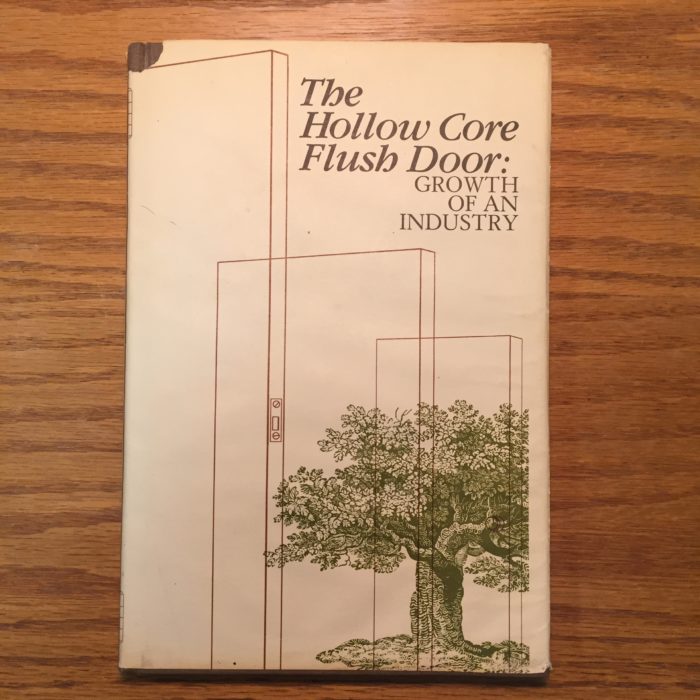 The
Hollow Core
Flush Door:
GROWTH
OF AN
INDUSTRY